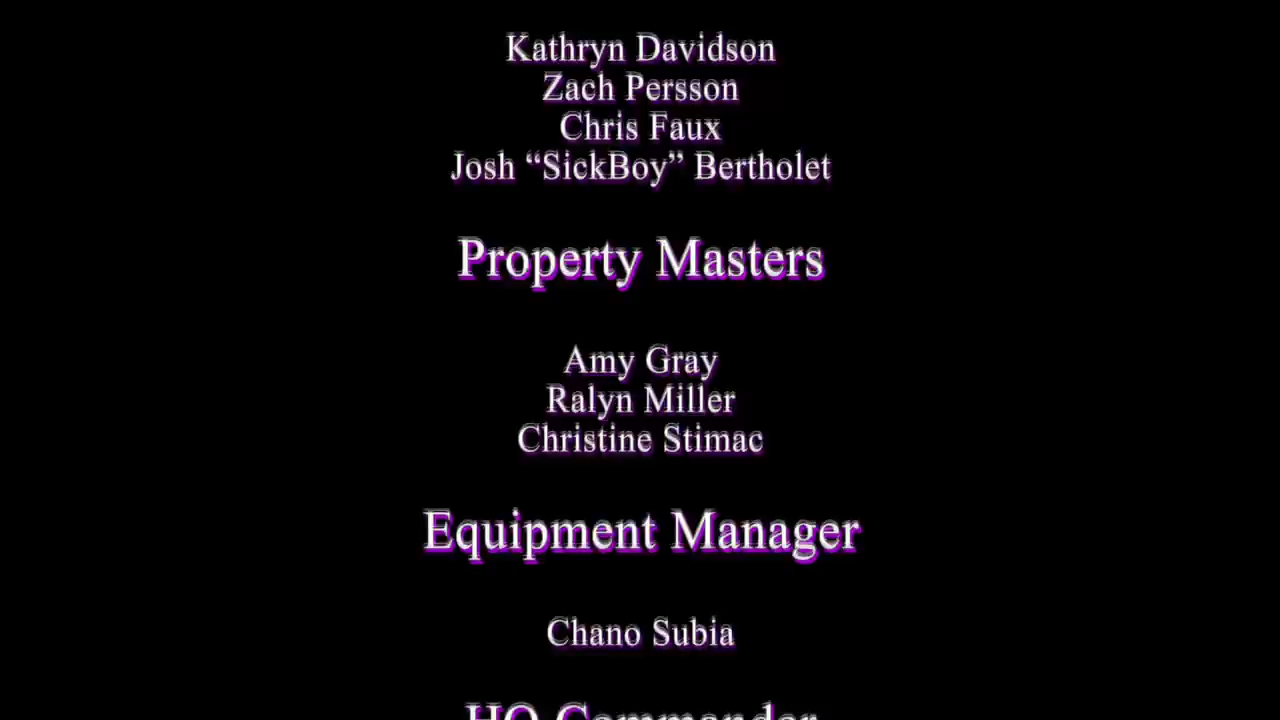 Kathryn Davidson
Zach Persson
Chris Faux
Josh “SickBoy” Bertholet
Property Masters
Amy Gray
Ralyn Miller
Christine Stimac
Equipment Manager
Chano Subia
HQ Commander